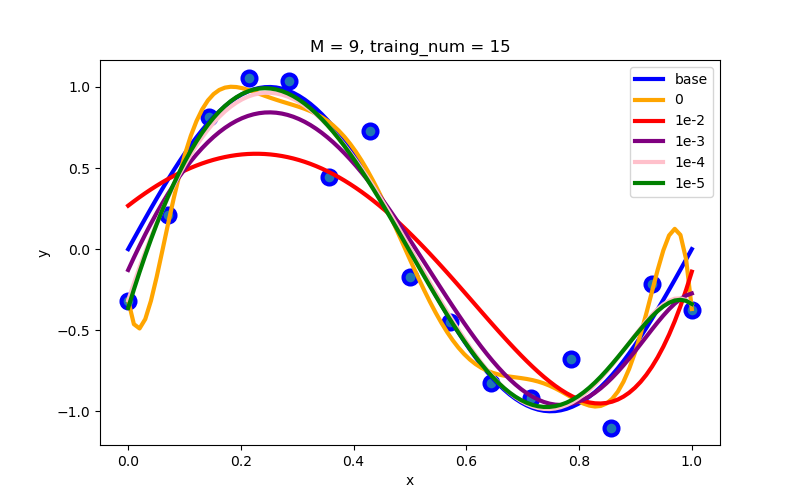 M = 9, traing_num = 15
1.0
0.5
0.0
−0.5
−1.0
y
0.0 0.2 0.4 0.6 0.8 1.0
x
base
0
1e-2
1e-3
1e-4
1e-5